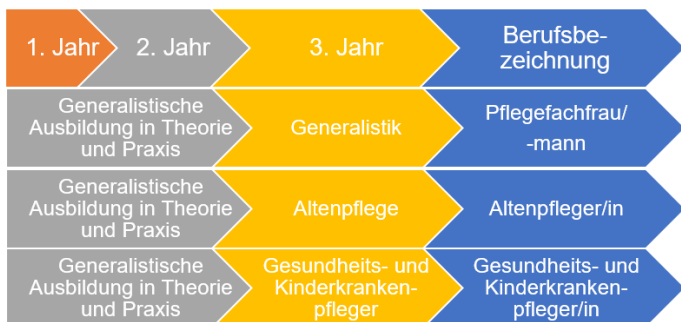 1. Jahr
2. Jahr
3. Jahr
Berufsbe-
zeichnung
Generalistische
Ausbildung in Theorie
und Praxis
Generalistik
Pflegefachfrau/
-mann
Generalistische
Ausbildung in Theorie
und Praxis
Altenpflege
Altenpfleger/in
Generalistische
Ausbildung in Theorie
und Praxis
Gesundheits- und
Kinderkranken-
pfleger
Gesundheits- und
Kinderkranken-
pfleger/in